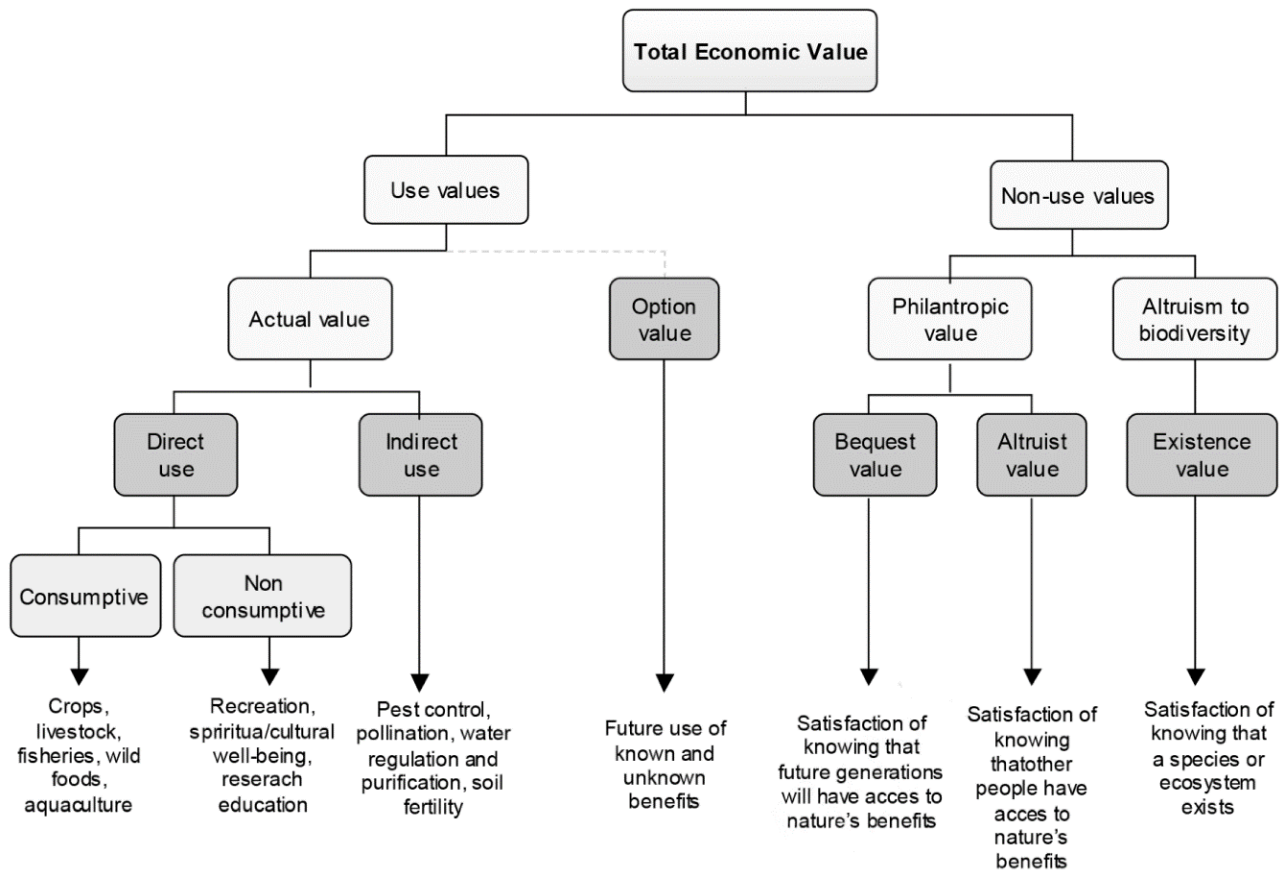 Total Economic Value
Use values
Non-use values
Actual value
Option
value
Philantropic
value
Altruism to
biodiversity
Direct
use
Indirect
use
Bequest
value
Altruist
value
Existence
value
Consumptive
Non
consumptive
Crops,
livestock,
fisheries, wild
foods,
aquaculture
Recreation,
spriritua/cultural
well-being,
reserach
education
Pest control,
pollination, water
regulation and
purification, soil
fertility
Future use of
known and
unknown
benefits
Satisfaction of
knowing that
future generations
will have acces to
nature's benefits
Satisfaction of
knowing
thatother
people have
acces to
nature's
benefits
Satisfaction of
knowing that
a species or
ecosystem
exists